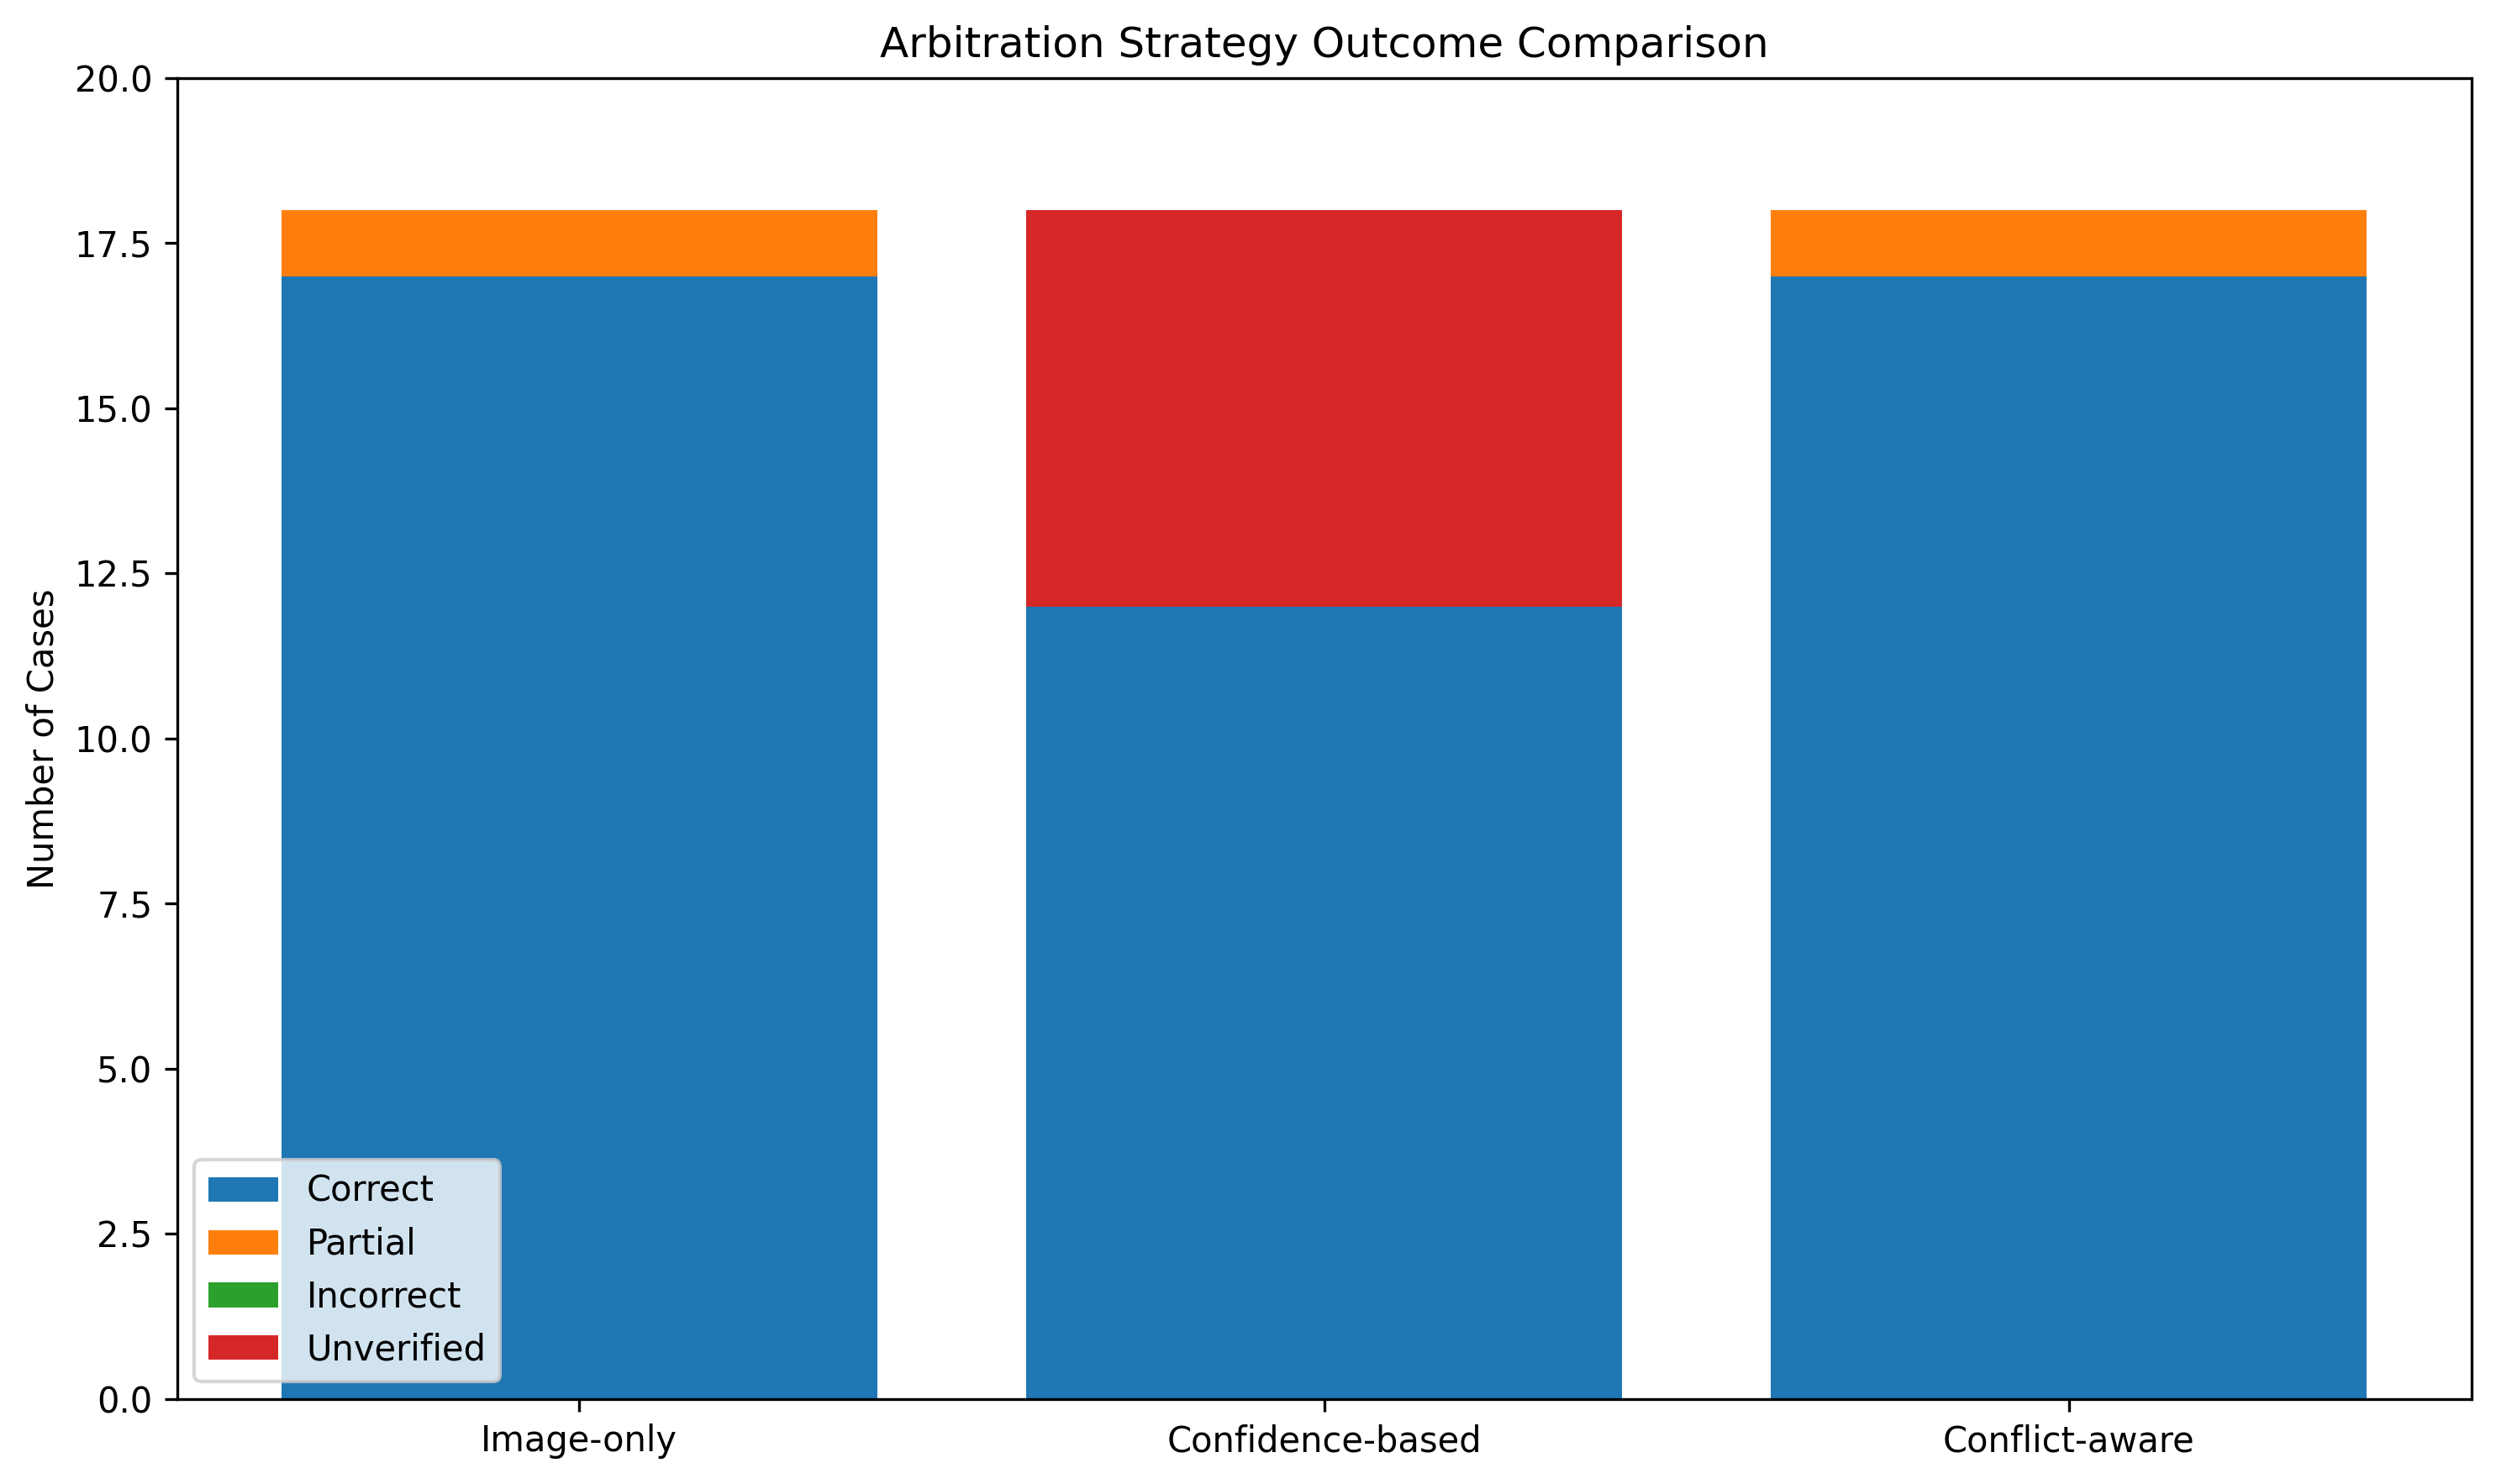 Arbitration Strategy Outcome Comparison
20.0
17.5
15.0
12.5
10.0
7.5
5.0
2.5
0.0
Number of Cases
Correct
Partial
Incorrect
Unverified
Image-only
Confidence-based
Conflict-aware